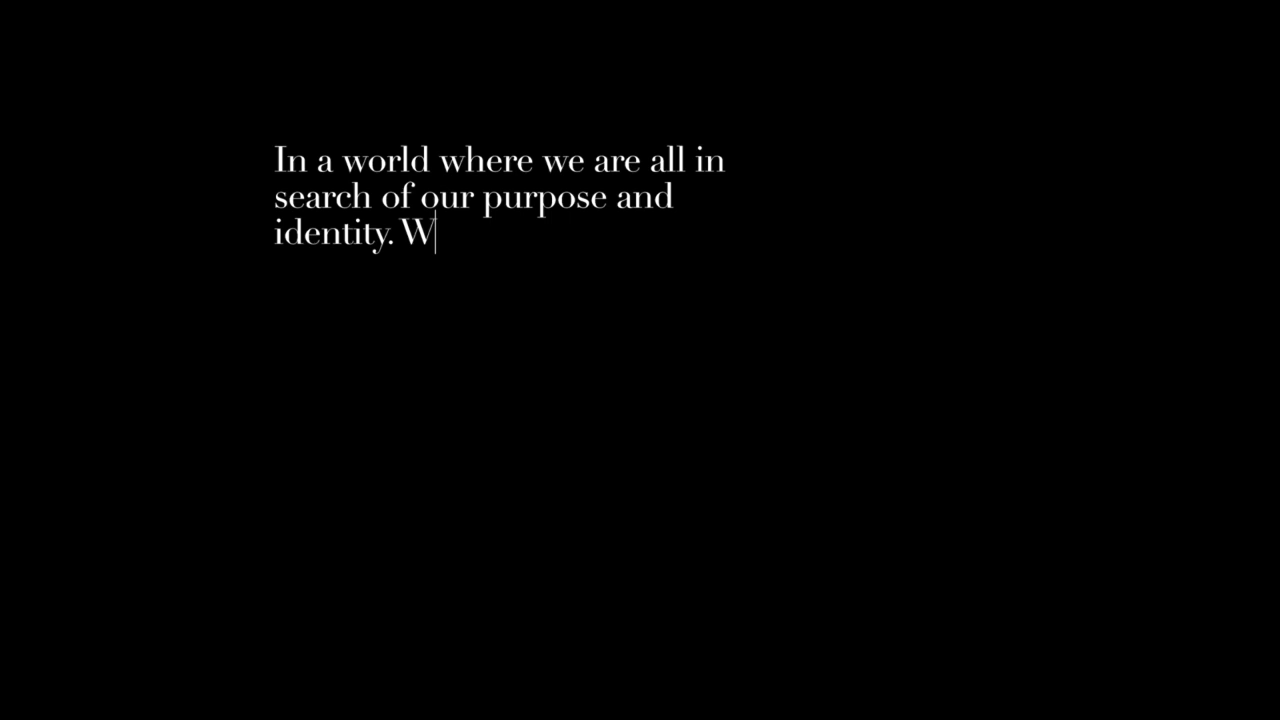 In a world where we are all in
search of our purpose and
identity. W